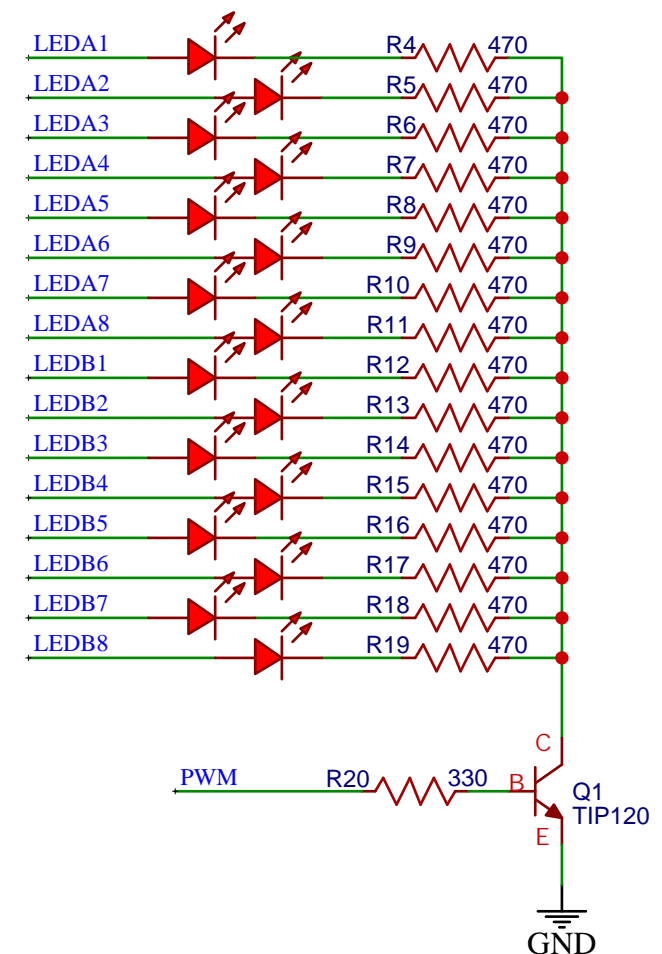 LEDA1 R4 470
LEDA2 R5 470
LEDA3 R6 470
LEDA4 R7 470
LEDA5 R8 470
LEDA6 R9 470
LEDA7 R10 470
LEDA8 R11 470
LEDB1 R12 470
LEDB2 R13 470
LEDB3 R14 470
LEDB4 R15 470
LEDB5 R16 470
LEDB6 R17 470
LEDB7 R18 470
LEDB8 R19 470
C
PWM R20 330 B Q1
TIP120
E
GND